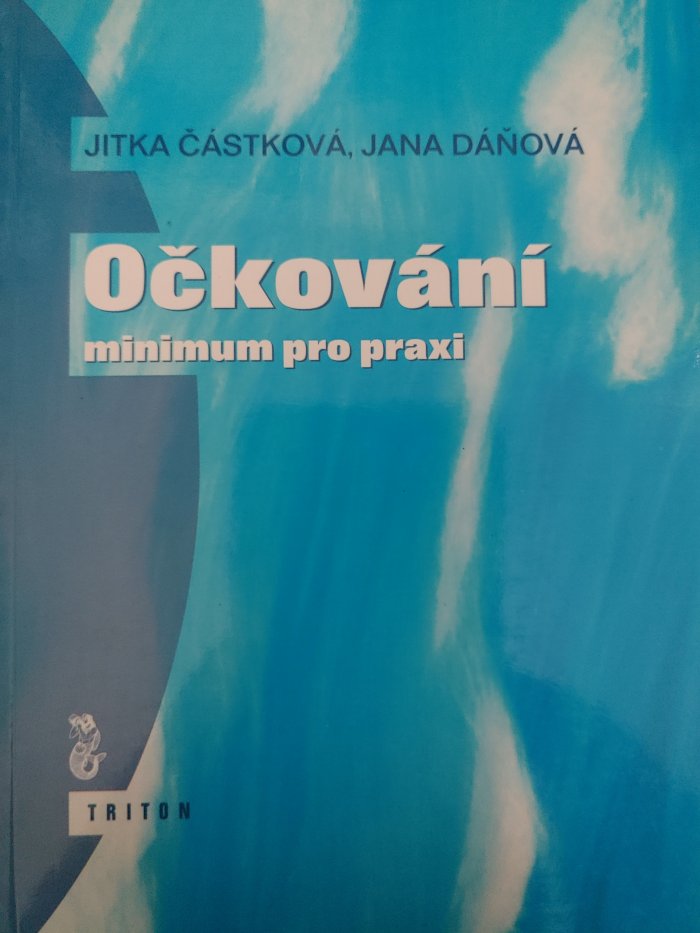 JITKA ČÁSTKOVÁ, JANA DÁŇOVÁ
Očkování
minimum pro praxi
TRITON